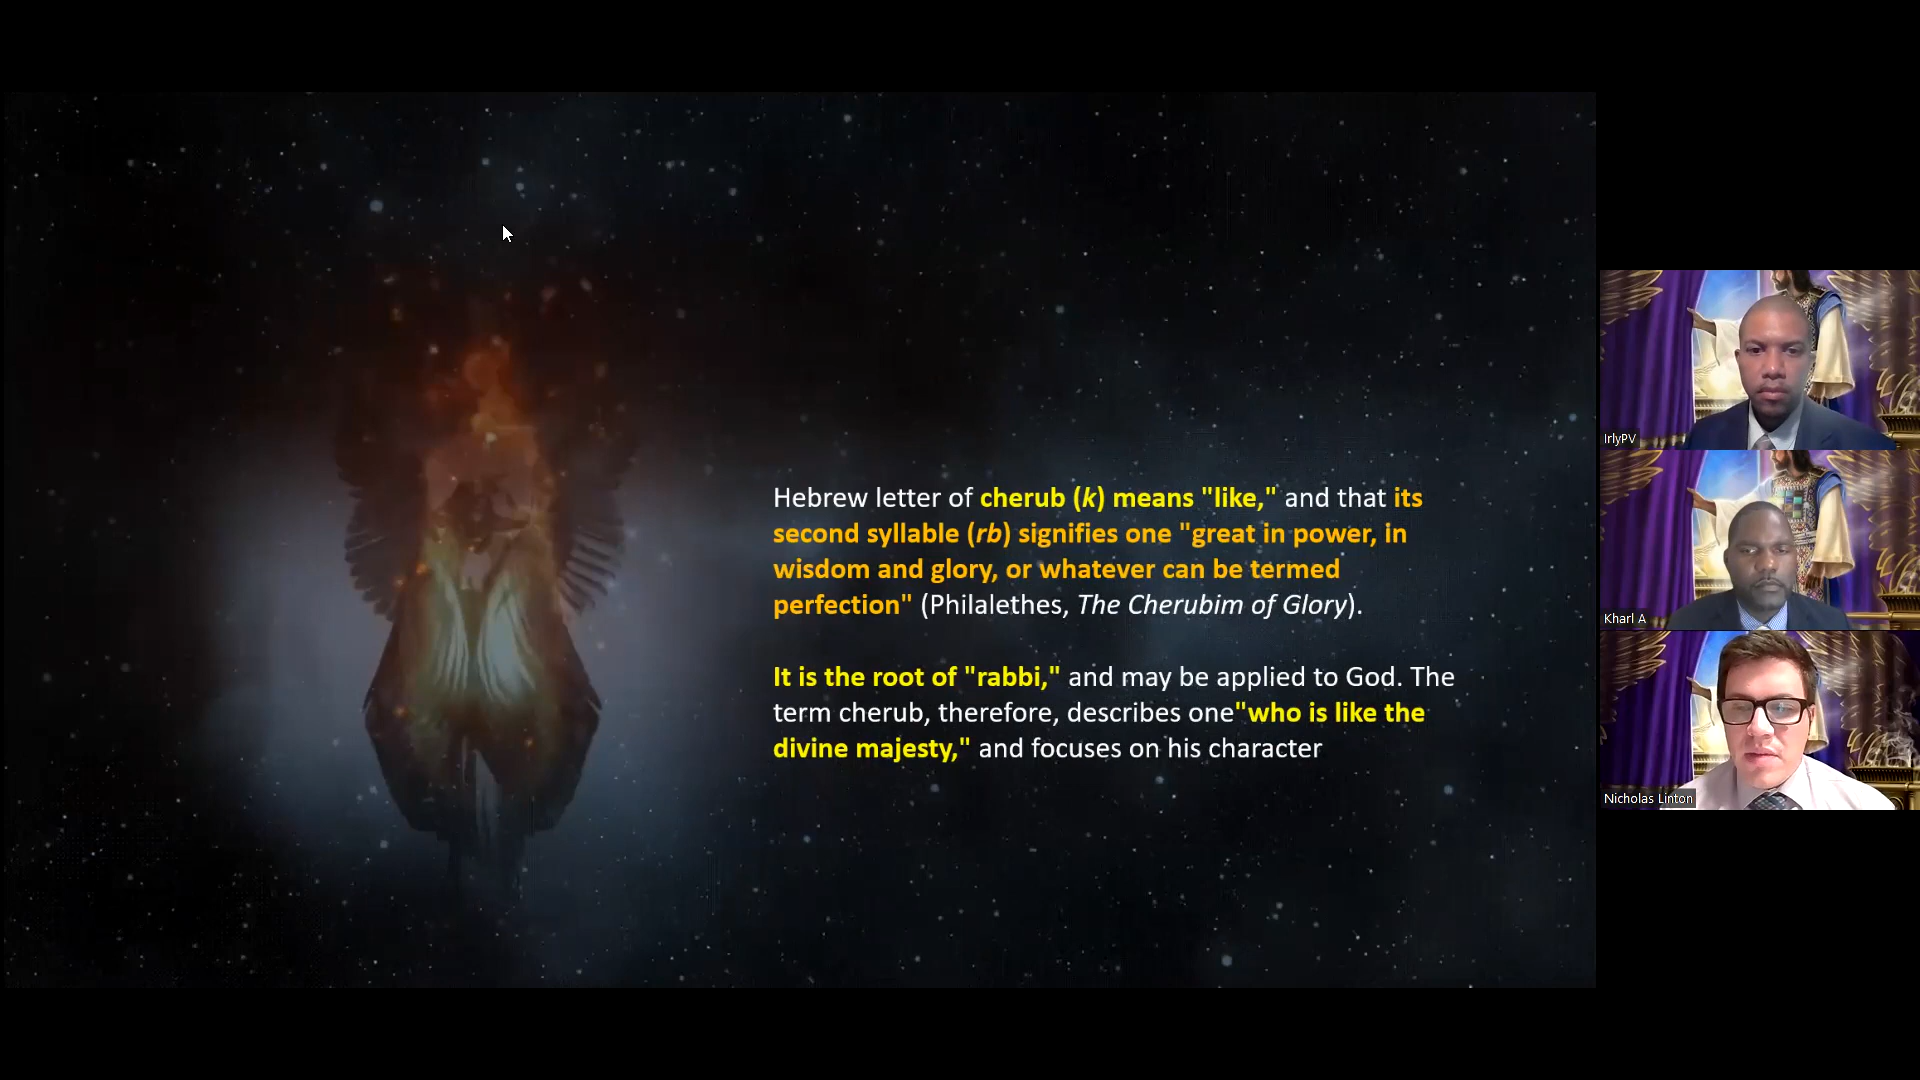 Hebrew letter of cherub (k) means "like," and that its
second syllable (rb) signifies one "great in power, in
wisdom and glory, or whatever can be termed
perfection" (Philalethes, The Cherubim of Glory).
It is the root of "rabbi," and may be applied to God. The
term cherub, therefore, describes one"who is like the
divine majesty," and focuses on his character
IrlyPV
Kharl A
Nicholas Linton